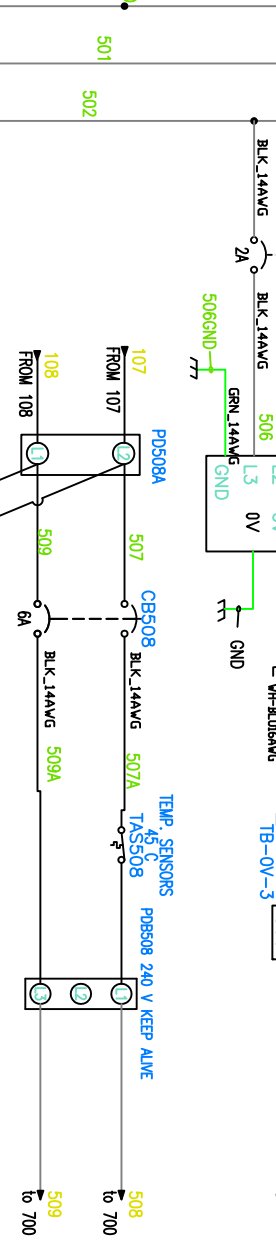 501
502
BLK_14AWG
2A
BLK_14AWG
506GND
GRN_14AWG
506
L3
GND
0V
GND
TB-0V-3
107
FROM 107
108
FROM 108
PD508A
L2
L1
507
509
CB508
6A
BLK_14AWG
BLK_14AWG
507A
509A
TEMP. SENSORS
45 C
TAS508
PDB508 240 V KEEP ALIVE
L1
L2
L3
508
to 700
509
to 700